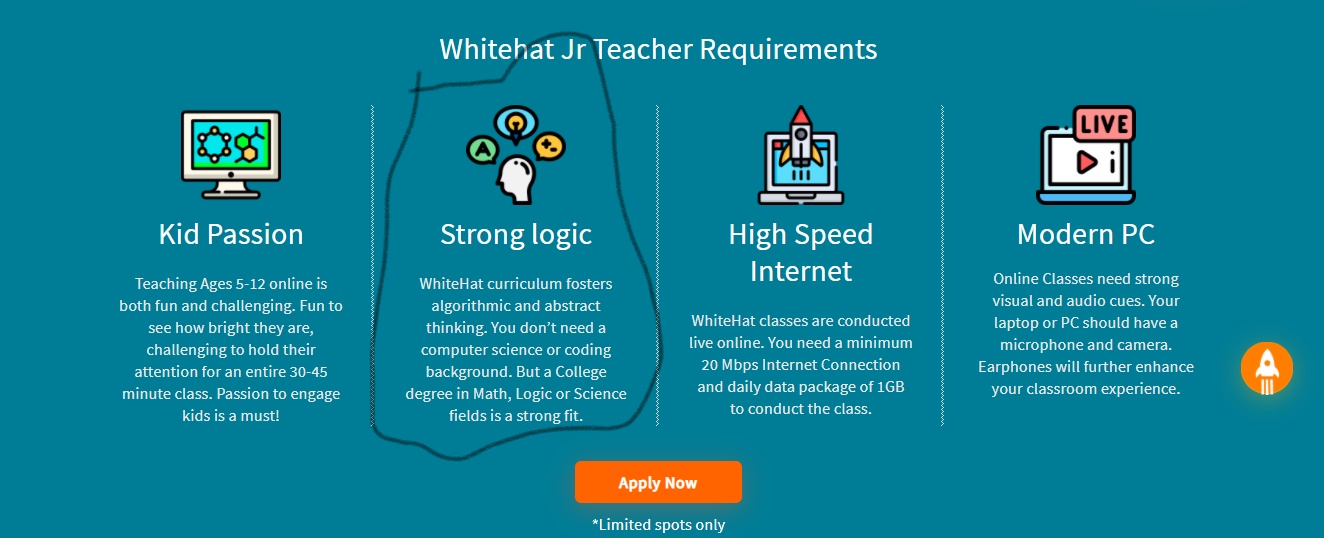 Whitehat Jr Teacher Requirements
LIVE
i
A
Kid Passion
Teaching Ages 5-12 online is
both fun and challenging. Fun to
see how bright they are,
challenging to hold their
attention for an entire 30-45
minute class. Passion to engage
kids is a must!
Strong logic
WhiteHat curriculum fosters
algorithmic and abstract
thinking. You don’t need a
computer science or coding
background. But a College
degree in Math, Logic or Science
fields is a strong fit.
High Speed
Internet
WhiteHat classes are conducted
live online. You need a minimum
20 Mbps Internet Connection
and daily data package of 1GB
to conduct the class.
Modern PC
Online Classes need strong
visual and audio cues. Your
laptop or PC should have a
microphone and camera.
Earphones will further enhance
your classroom experience.
Apply Now
*Limited spots only